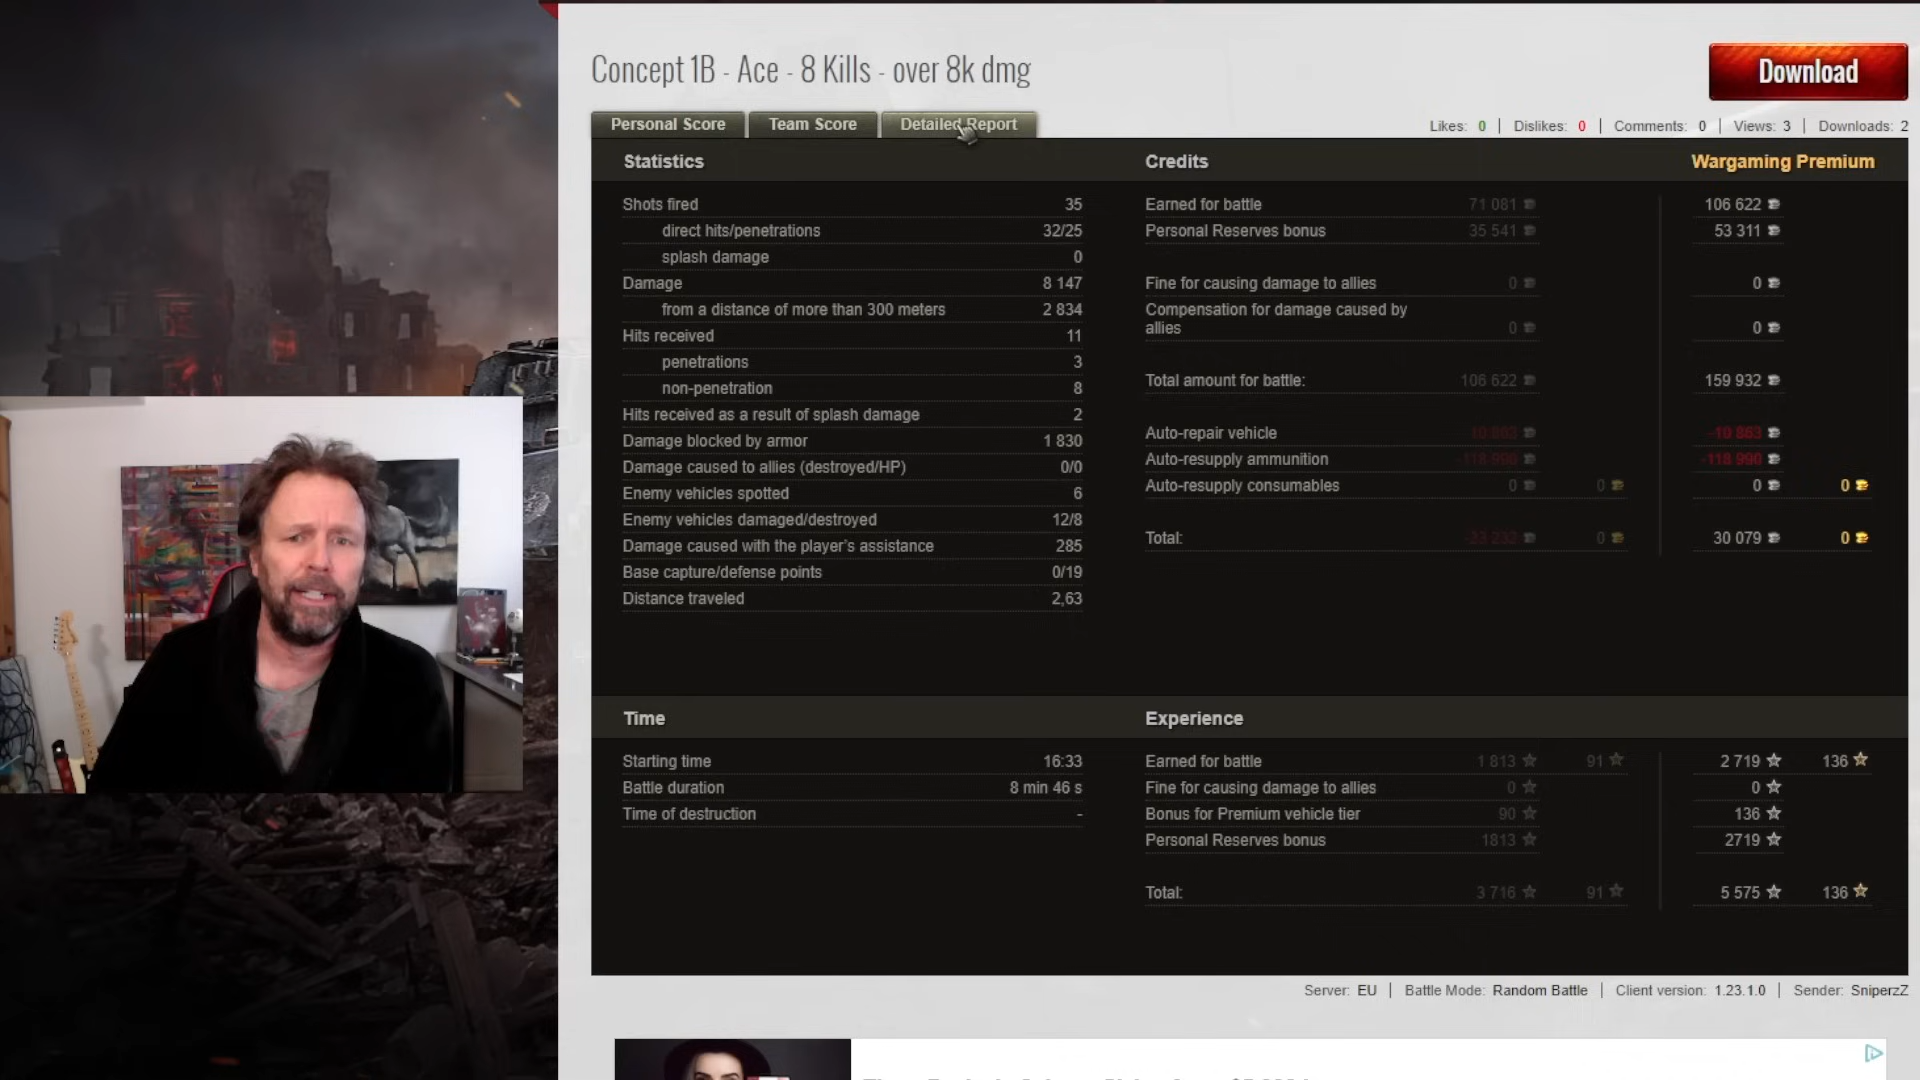 Concept 1B - Ace - 8 Kills - over 8k dmg
Download
Personal Score
Team Score
Detailed Report
Likes: 0 | Dislikes: 0 | Comments: 0 | Views: 3 | Downloads: 2
Statistics
Shots fired 35
direct hits/penetrations 32/25
splash damage 0
Damage 8 147
from a distance of more than 300 meters 2 834
Hits received 11
penetrations 3
non-penetration 8
Hits received as a result of splash damage 2
Damage blocked by armor 1 830
Damage caused to allies (destroyed/HP) 0/0
Enemy vehicles spotted 6
Enemy vehicles damaged/destroyed 12/8
Damage caused with the player's assistance 285
Base capture/defense points 0/19
Distance traveled 2,63
Credits Wargaming Premium
Earned for battle 71 081 106 622
Personal Reserves bonus 35 541 53 311
Fine for causing damage to allies 0 0
Compensation for damage caused by
allies 0 0
Total amount for battle: 106 622 159 932
Auto-repair vehicle -10 863
Auto-resupply ammunition -118 990 -118 990
Auto-resupply consumables 0 0 0 0
Total: -23 232 0 30 079 0
Time
Starting time 16:33
Battle duration 8 min 46 s
Time of destruction -
Experience
Earned for battle 1 813 91 2 719 136
Fine for causing damage to allies 0 0
Bonus for Premium vehicle tier 90 136
Personal Reserves bonus 1813 2719
Total: 3 716 91 5 575 136
Server: EU | Battle Mode: Random Battle | Client version: 1.23.1.0 | Sender: SniperzZ